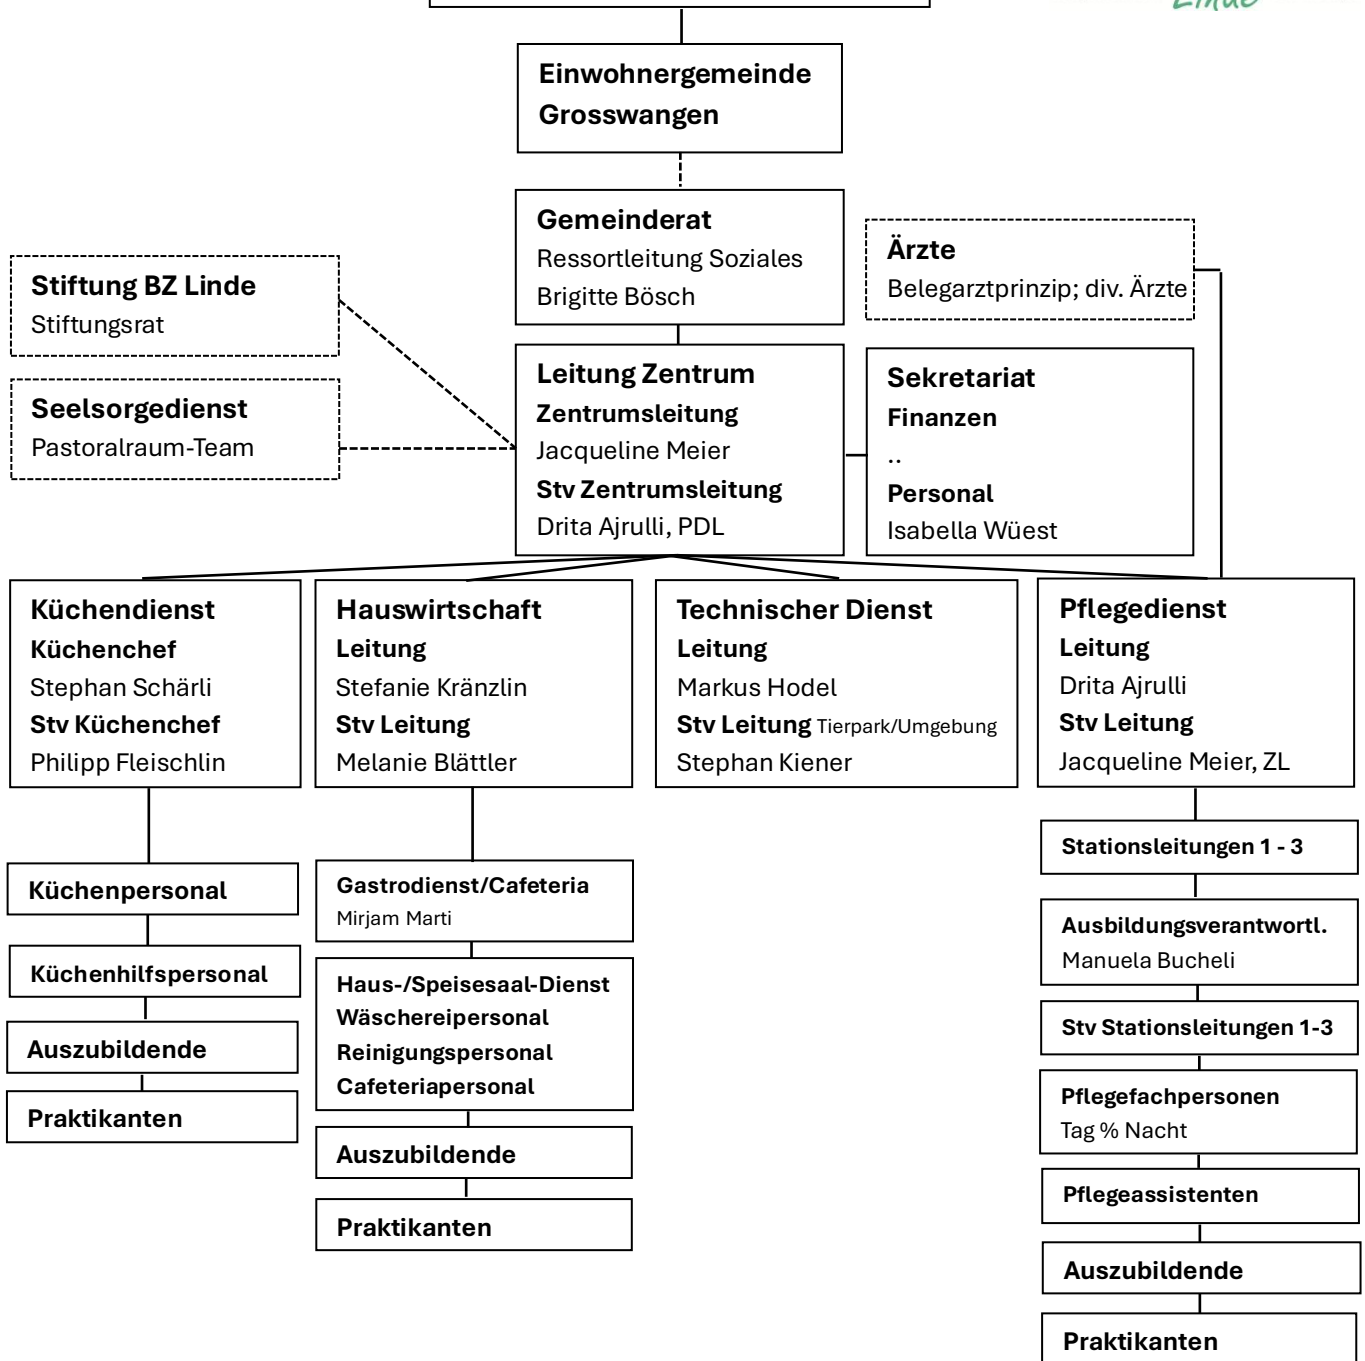 Linde
Einwohnergemeinde
Grosswangen
Gemeinderat
Ressortleitung Soziales
Brigitte Bösch
Ärzte
Belegarztprinzip; div. Ärzte
Stiftung BZ Linde
Stiftungsrat
Seelsorgedienst
Pastoralraum-Team
Leitung Zentrum
Zentrumsleitung
Jacqueline Meier
Stv Zentrumsleitung
Drita Ajrulli, PDL
Sekretariat
Finanzen
..
Personal
Isabella Wüest
Küchendienst
Küchenchef
Stephan Schärli
Stv Küchenchef
Philipp Fleischlin
Hauswirtschaft
Leitung
Stefanie Kränzlin
Stv Leitung
Melanie Blättler
Technischer Dienst
Leitung
Markus Hodel
Stv Leitung Tierpark/Umgebung
Stephan Kiener
Pflegedienst
Leitung
Drita Ajrulli
Stv Leitung
Jacqueline Meier, ZL
Küchenpersonal
Küchenhilfspersonal
Auszubildende
Praktikanten
Gastrodienst/Cafeteria
Mirjam Marti
Haus-/Speisesaal-Dienst
Wäschereipersonal
Reinigungspersonal
Cafeteriapersonal
Auszubildende
Praktikanten
Stationsleitungen 1 - 3
Ausbildungsverantwortl.
Manuela Bucheli
Stv Stationsleitungen 1-3
Pflegefachpersonen
Tag % Nacht
Pflegeassistenten
Auszubildende
Praktikanten